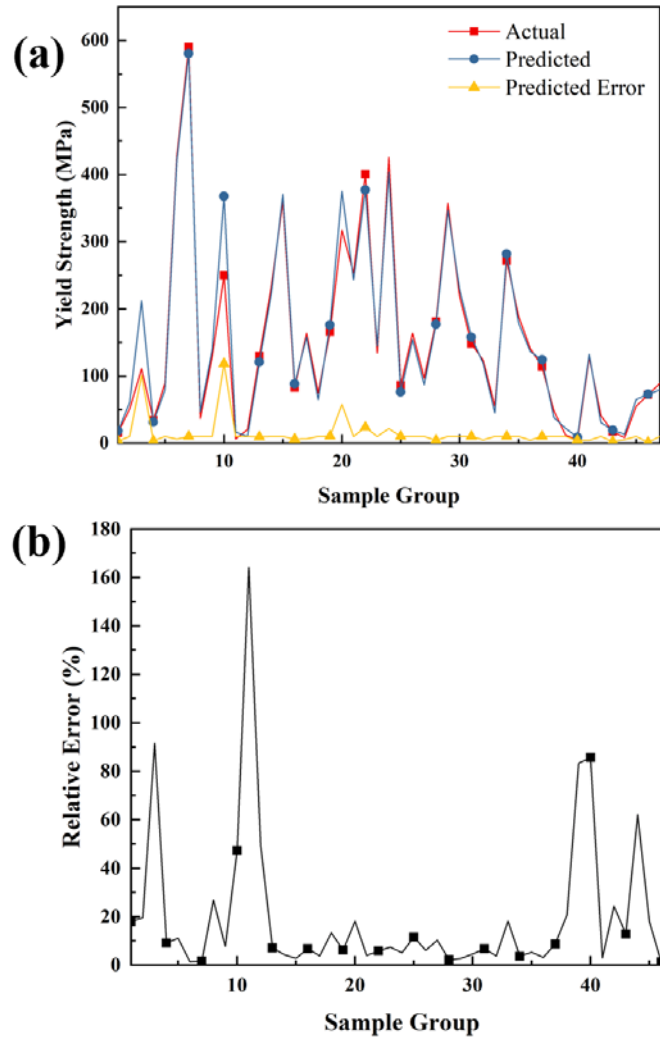 (a)
Actual
Predicted
Predicted Error
600
500
400
300
200
100
0
Yield Strength (MPa)
10
20
30
40
Sample Group
(b)
180
160
140
120
100
80
60
40
20
0
Relative Error (%)
10
20
30
40
Sample Group